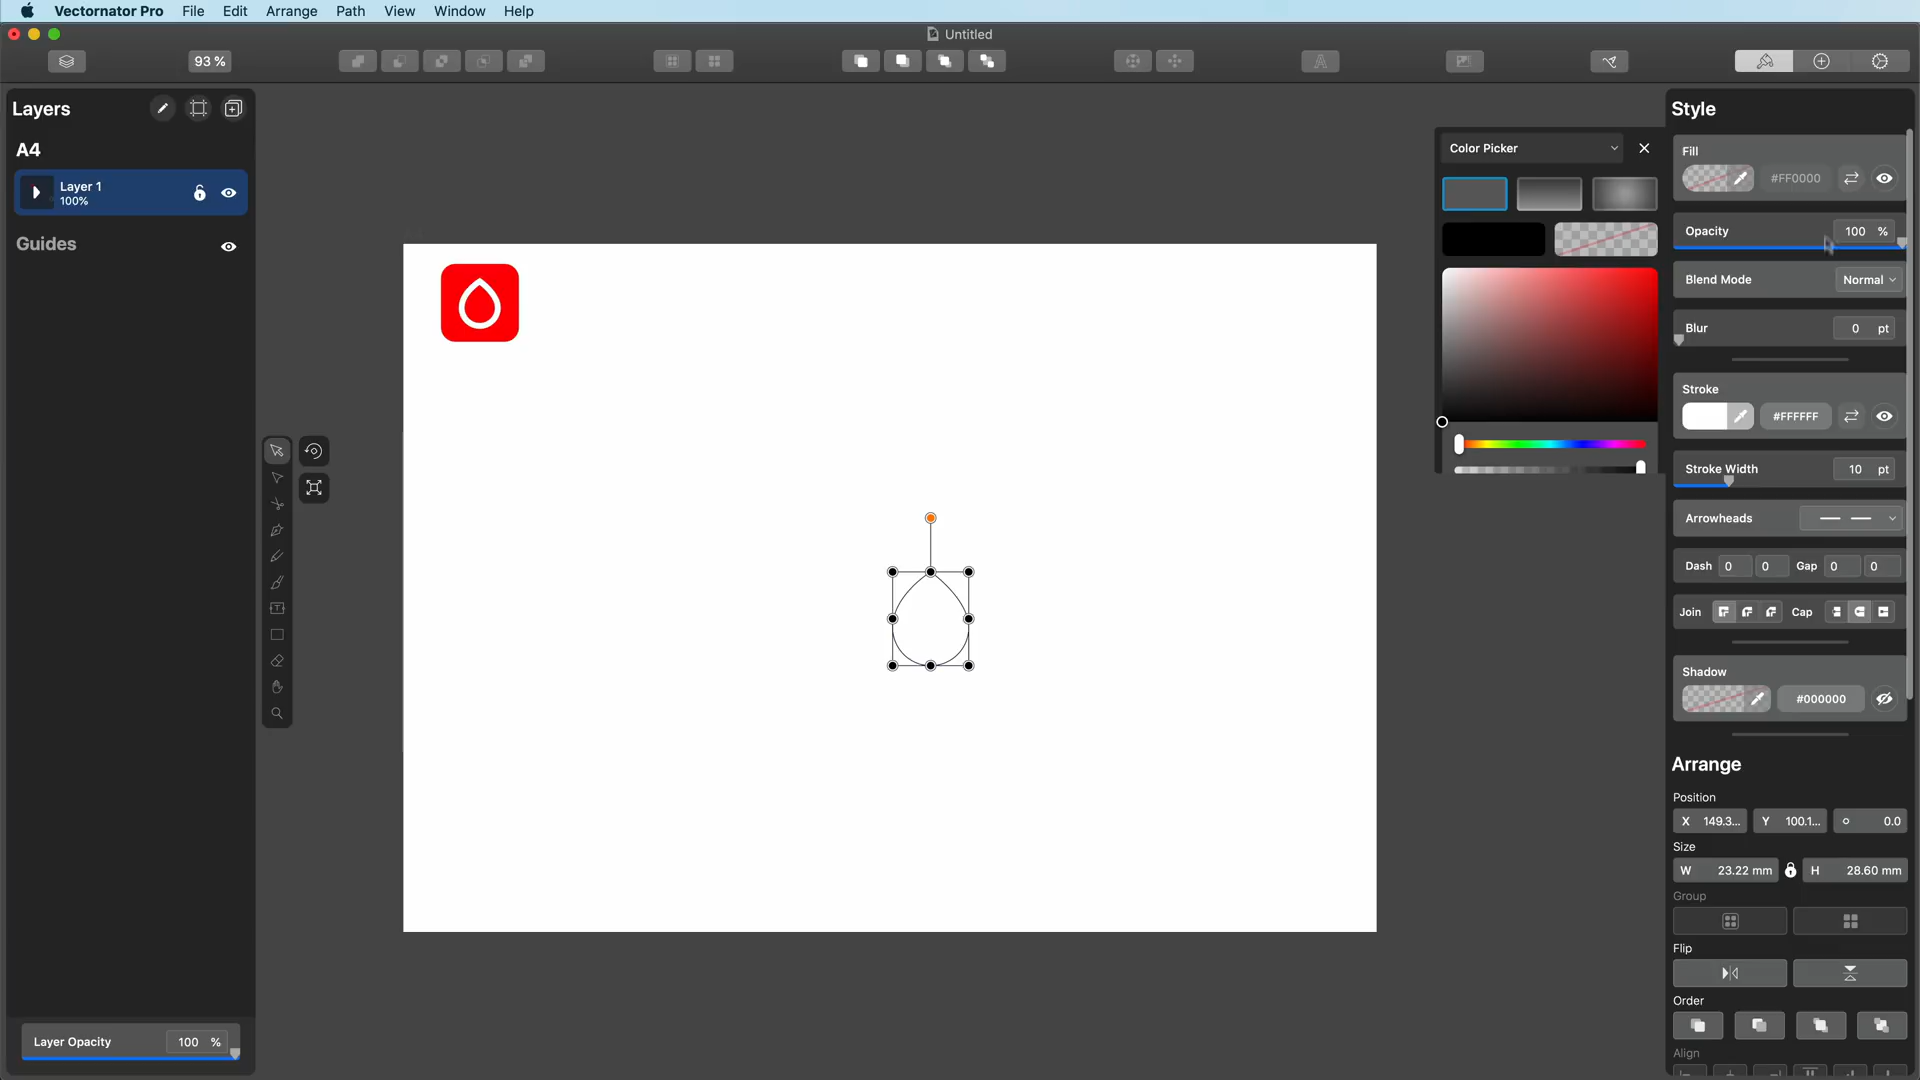 Vectornator Pro File Edit Arrange Path View Window Help
Untitled
93 %
Layers
A4
Layer 1
100%
Guides
Layer Opacity 100 %
Color Picker
Style
Fill
#FF0000
Opacity 100 %
Blend Mode Normal
Blur 0 pt
Stroke
#FFFFFF
Stroke Width 10 pt
Arrowheads
Dash 0 0 Gap 0 0
Join Cap
Shadow
#000000
Arrange
Position
X 149.3... Y 100.1... 0.0
Size
W 23.22 mm H 28.60 mm
Group
Flip
Order
Align